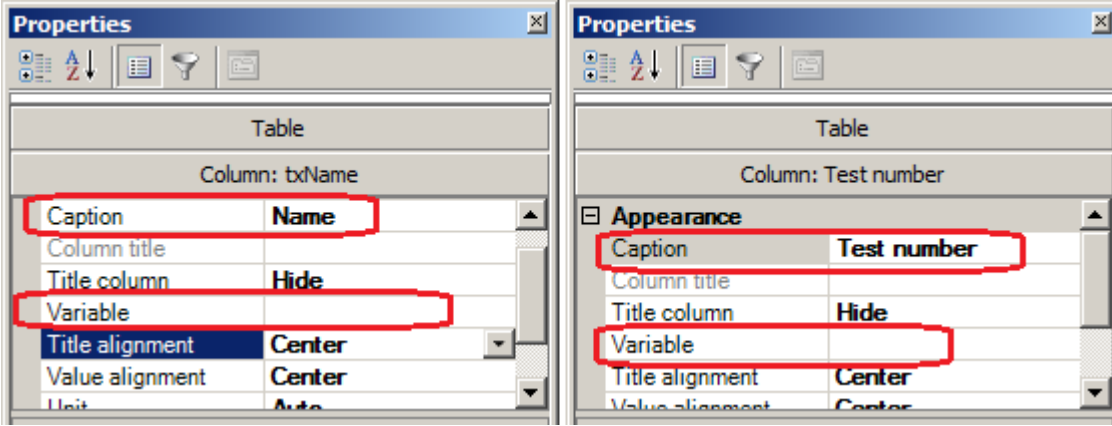 Properties
Table
Column: txName
Caption Name
Column title
Title column Hide
Variable
Title alignment Center
Value alignment Center
Unit Auto
Properties
Table
Column: Test number
Appearance
Caption Test number
Column title
Title column Hide
Variable
Title alignment Center
Value alignment Center